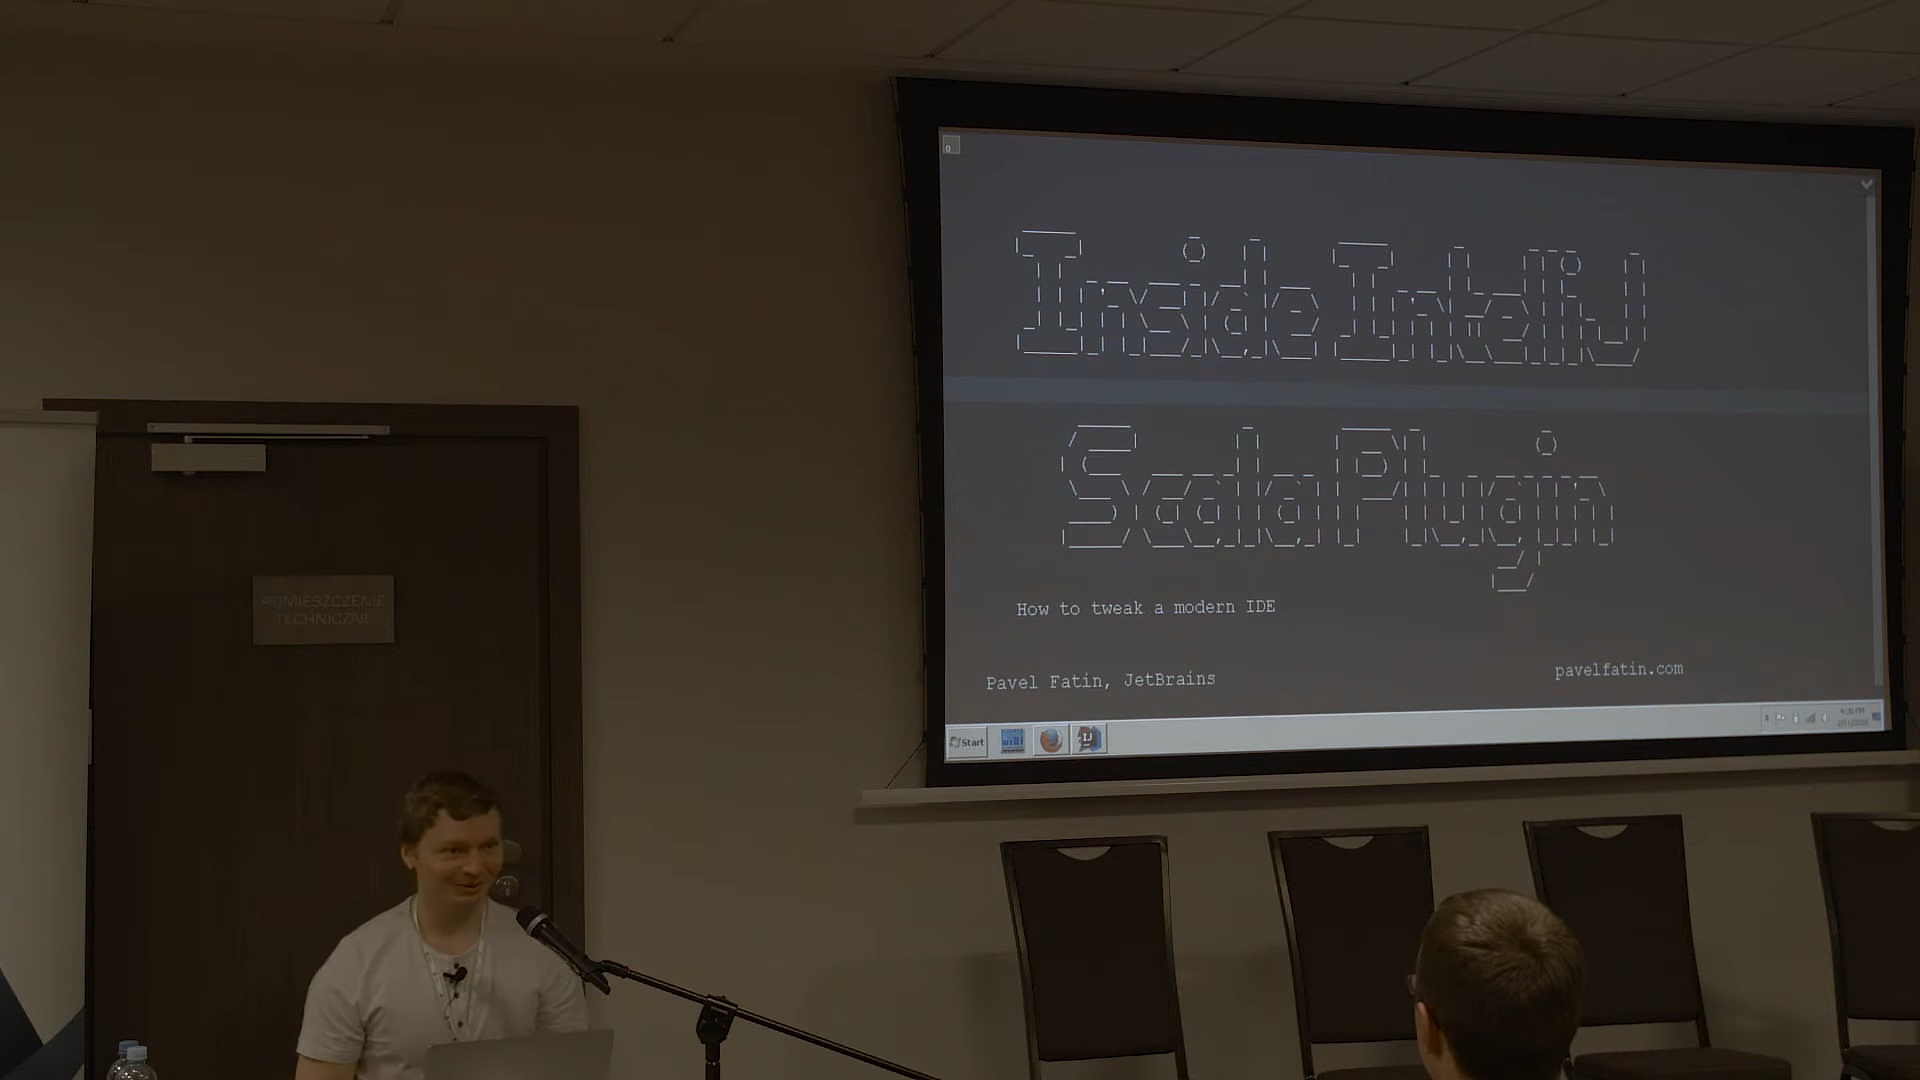 POMIESZCZENIE
TECHNICZNE
Inside IntelliJ
Scala Plugin
How to tweak a modern IDE
Pavel Fatin, JetBrains
pavelfatin.com
Start